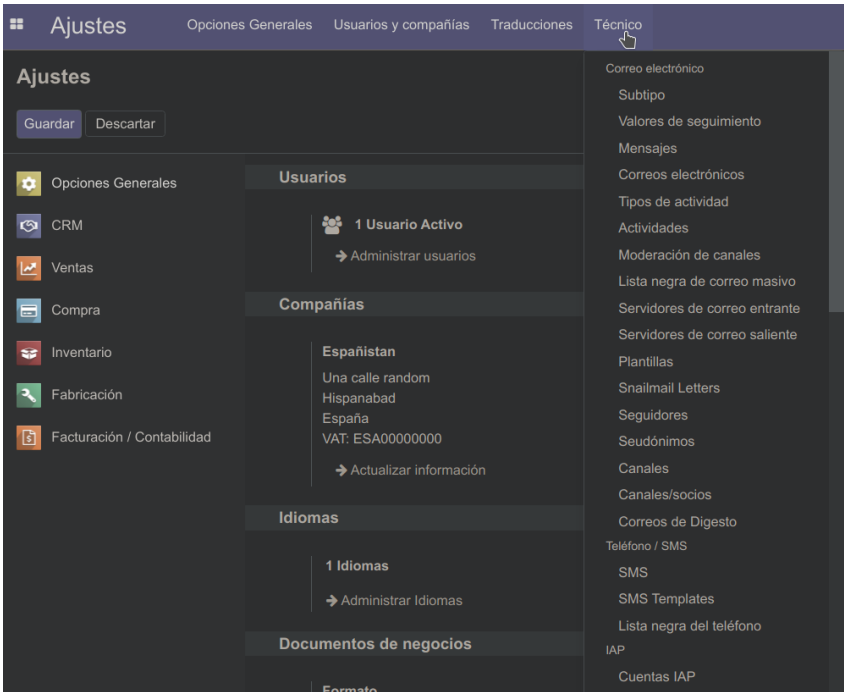 Ajustes
Opciones Generales
Usuarios y compañías
Traducciones
Técnico
Ajustes
Guardar
Descartar
Opciones Generales
CRM
Ventas
Compra
Inventario
Fabricación
Facturación / Contabilidad
Usuarios
1 Usuario Activo
Administrar usuarios
Compañías
Españistan
Una calle random
Hispanabad
España
VAT: ESA00000000
Actualizar información
Idiomas
1 Idiomas
Administrar Idiomas
Documentos de negocios
Formato
Correo electrónico
Subtipo
Valores de seguimiento
Mensajes
Correos electrónicos
Tipos de actividad
Actividades
Moderación de canales
Lista negra de correo masivo
Servidores de correo entrante
Servidores de correo saliente
Plantillas
Snailmail Letters
Seguidores
Seudónimos
Canales
Canales/socios
Correos de Digesto
Teléfono / SMS
SMS
SMS Templates
Lista negra del teléfono
IAP
Cuentas IAP